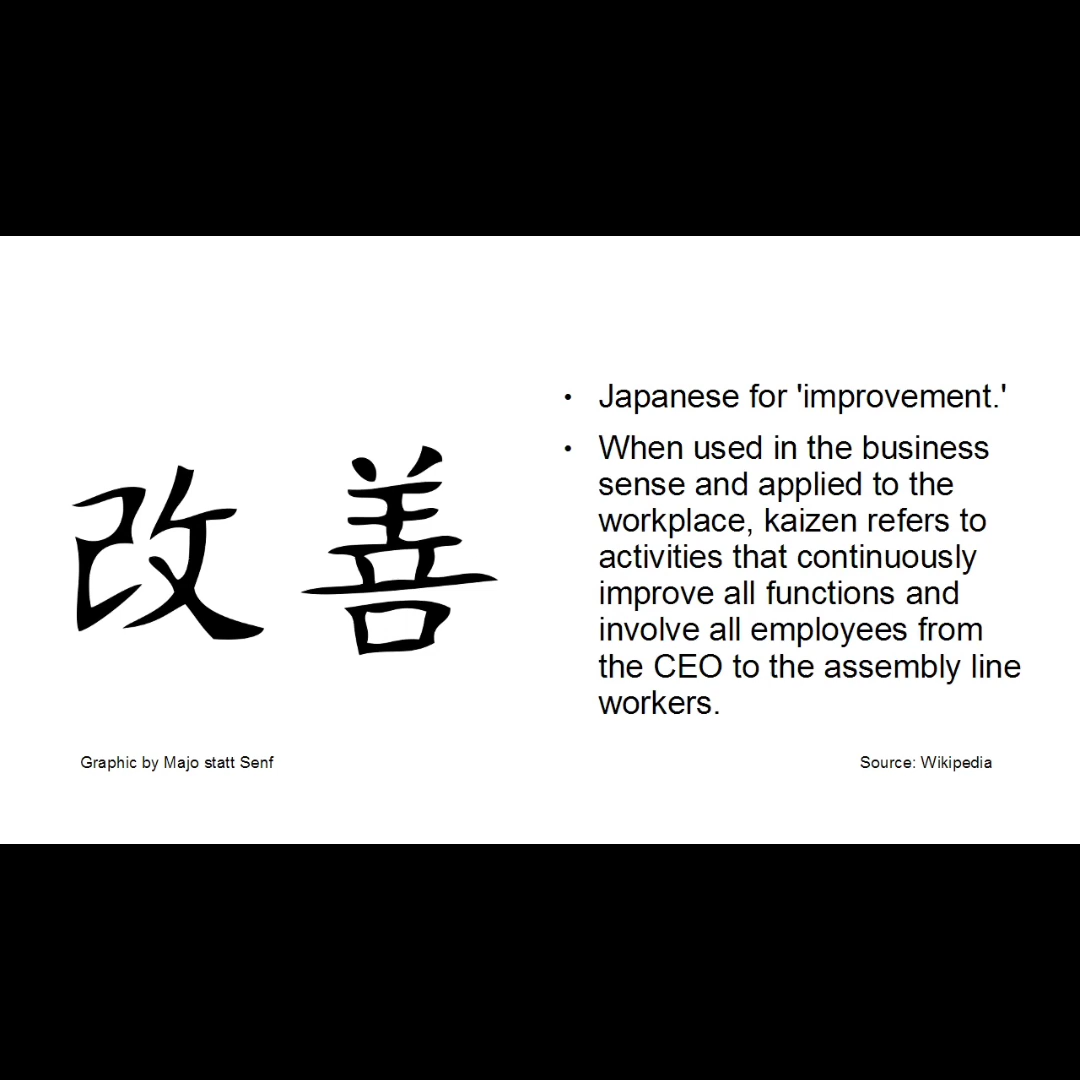 改善
• Japanese for 'improvement.'
• When used in the business
sense and applied to the
workplace, kaizen refers to
activities that continuously
improve all functions and
involve all employees from
the CEO to the assembly line
workers.
Graphic by Majo statt Senf
Source: Wikipedia